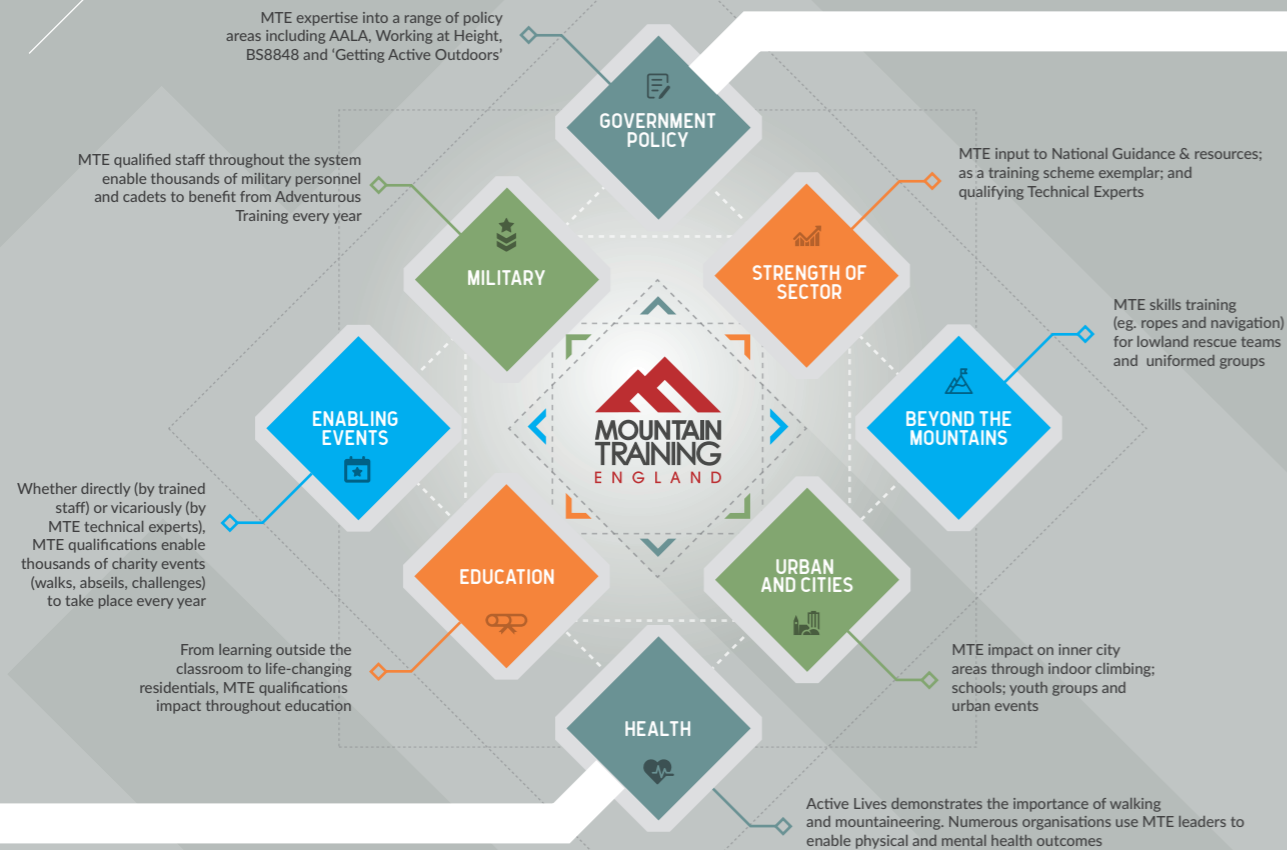 MTE expertise into a range of policy
areas including AALA, Working at Height,
BS8848 and ‘Getting Active Outdoors’
GOVERNMENT
POLICY
MTE qualified staff throughout the system
enable thousands of military personnel
and cadets to benefit from Adventurous
Training every year
MILITARY
MTE input to National Guidance & resources;
as a training scheme exemplar; and
qualifying Technical Experts
STRENGTH OF
SECTOR
MTE skills training
(eg. ropes and navigation)
for lowland rescue teams
and uniformed groups
BEYOND THE
MOUNTAINS
ENABLING
EVENTS
MOUNTAIN
TRAINING
ENGLAND
Whether directly (by trained
staff) or vicariously (by
MTE technical experts),
MTE qualifications enable
thousands of charity events
(walks, abseils, challenges)
to take place every year
EDUCATION
From learning outside the
classroom to life-changing
residentials, MTE qualifications
impact throughout education
URBAN
AND CITIES
MTE impact on inner city
areas through indoor climbing;
schools; youth groups and
urban events
HEALTH
Active Lives demonstrates the importance of walking
and mountaineering. Numerous organisations use MTE leaders to
enable physical and mental health outcomes